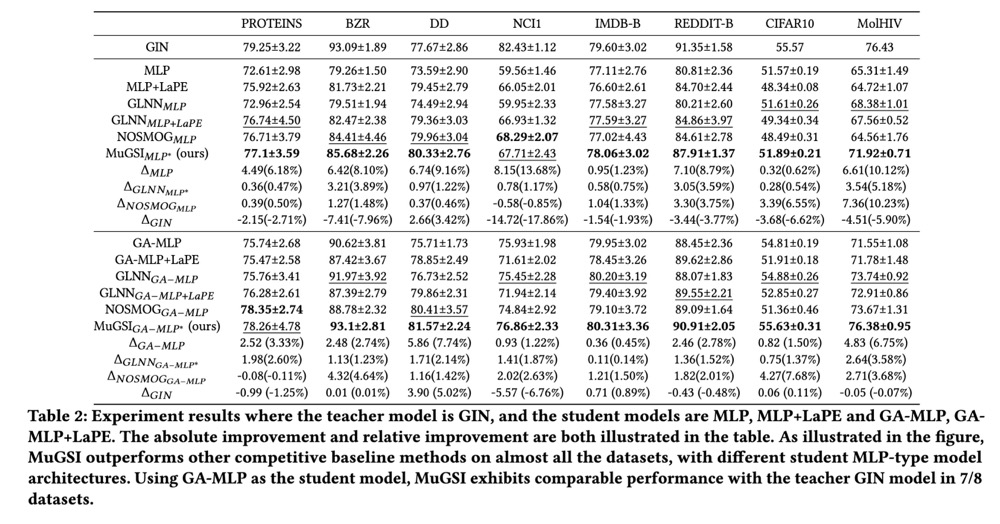 PROTEINS BZR DD NCI1 IMDB-B REDDIT-B CIFAR10 MolHIV
GIN 79.25±3.22 93.09±1.89 77.67±2.86 82.43±1.12 79.60±3.02 91.35±1.58 55.57 76.43
MLP 72.61±2.98 79.26±1.50 73.59±2.90 59.56±1.46 77.11±2.76 80.81±2.36 51.57±0.19 65.31±1.49
MLP+LaPE 75.92±2.63 81.73±2.21 79.45±2.79 66.05±2.01 76.60±2.61 84.70±2.44 48.34±0.08 64.72±1.07
GLNN_MLP 72.96±2.54 79.51±1.94 74.49±2.94 59.95±2.33 77.58±3.27 80.21±2.60 51.61±0.26 68.38±1.01
GLNN_MLP+LaPE 76.74±4.50 82.47±2.38 79.36±3.03 66.93±1.32 77.59±3.27 84.86±3.97 49.34±0.34 67.56±0.52
NOSMOG_MLP 76.71±3.79 84.41±4.46 79.96±3.04 68.29±2.07 77.02±4.43 84.61±2.78 48.49±0.31 64.56±1.76
MuGSI_MLP* (ours) 77.1±3.59 85.68±2.26 80.33±2.76 67.71±2.43 78.06±3.02 87.91±1.37 51.89±0.21 71.92±0.71
Δ_MLP 4.49(6.18%) 6.42(8.10%) 6.74(9.16%) 8.15(13.68%) 0.95(1.23%) 7.10(8.79%) 0.32(0.62%) 6.61(10.12%)
Δ_GLNN_MLP* 0.36(0.47%) 3.21(3.89%) 0.97(1.22%) 0.78(1.17%) 0.58(0.75%) 3.05(3.59%) 0.28(0.54%) 3.54(5.18%)
Δ_NOSMOG_MLP 0.39(0.50%) 1.27(1.48%) 0.37(0.46%) -0.58(-0.85%) 1.04(1.33%) 3.30(3.75%) 3.39(6.55%) 7.36(10.23%)
Δ_GIN -2.15(-2.71%) -7.41(-7.96%) 2.66(3.42%) -14.72(-17.86%) -1.54(-1.93%) -3.44(-3.77%) -3.68(-6.62%) -4.51(-5.90%)
GA-MLP 75.74±2.68 90.62±3.81 75.71±1.73 75.93±1.98 79.95±3.02 88.45±2.36 54.81±0.19 71.55±1.08
GA-MLP+LaPE 75.47±2.58 87.42±3.67 78.85±2.49 71.61±2.02 78.45±3.26 89.62±2.86 51.91±0.18 71.78±1.48
GLNN_GA−MLP 75.76±3.41 91.97±3.92 76.73±2.52 75.45±2.28 80.20±3.19 88.07±1.83 54.88±0.26 73.74±0.92
GLNN_GA−MLP+LaPE 76.28±2.61 87.39±2.79 79.86±2.31 71.94±2.14 79.40±3.92 89.55±2.21 52.85±0.27 72.91±0.86
NOSMOG_GA−MLP 78.35±2.74 88.78±2.32 80.41±3.57 74.84±2.92 79.10±3.72 89.09±1.64 51.36±0.46 73.67±1.31
MuGSI_GA−MLP* (ours) 78.26±4.78 93.1±2.81 81.57±2.24 76.86±2.33 80.31±3.36 90.91±2.05 55.63±0.31 76.38±0.95
Δ_GA−MLP 2.52 (3.33%) 2.48 (2.74%) 5.86 (7.74%) 0.93 (1.22%) 0.36 (0.45%) 2.46 (2.78%) 0.82 (1.50%) 4.83 (6.75%)
Δ_GLNN_GA−MLP* 1.98(2.60%) 1.13(1.23%) 1.71(2.14%) 1.41(1.87%) 0.11(0.14%) 1.36(1.52%) 0.75(1.37%) 2.64(3.58%)
Δ_NOSMOG_GA−MLP -0.08(-0.11%) 4.32(4.64%) 1.16(1.42%) 2.02(2.63%) 1.21(1.50%) 1.82(2.01%) 4.27(7.68%) 2.71(3.68%)
Δ_GIN -0.99 (-1.25%) 0.01 (0.01%) 3.90 (5.02%) -5.57 (-6.76%) 0.71 (0.89%) -0.43 (-0.48%) 0.06 (0.11%) -0.05 (-0.07%)
Table 2: Experiment results where the teacher model is GIN, and the student models are MLP, MLP+LaPE and GA-MLP, GA-
MLP+LaPE. The absolute improvement and relative improvement are both illustrated in the table. As illustrated in the figure,
MuGSI outperforms other competitive baseline methods on almost all the datasets, with different student MLP-type model
architectures. Using GA-MLP as the student model, MuGSI exhibits comparable performance with the teacher GIN model in 7/8
datasets.